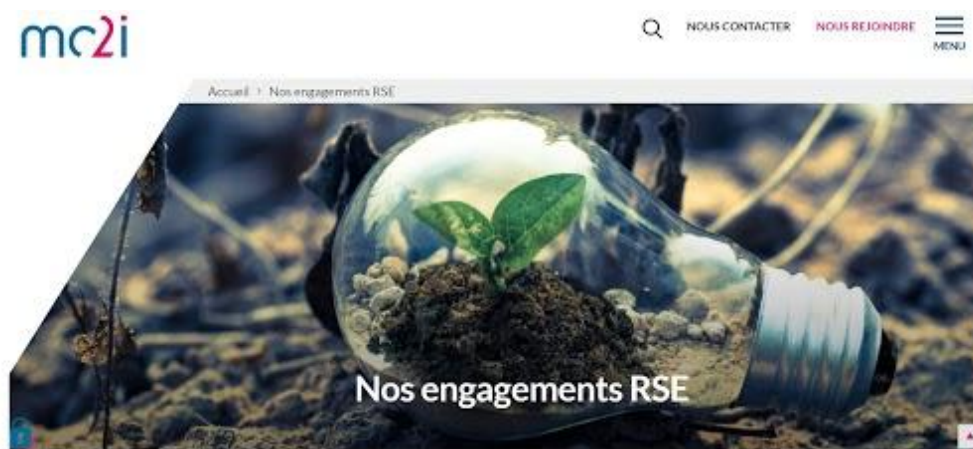 mc2i
NOUS CONTACTER
NOUS REJOINDRE
MENU
Accueil > Nos engagements RSE
Nos engagements RSE